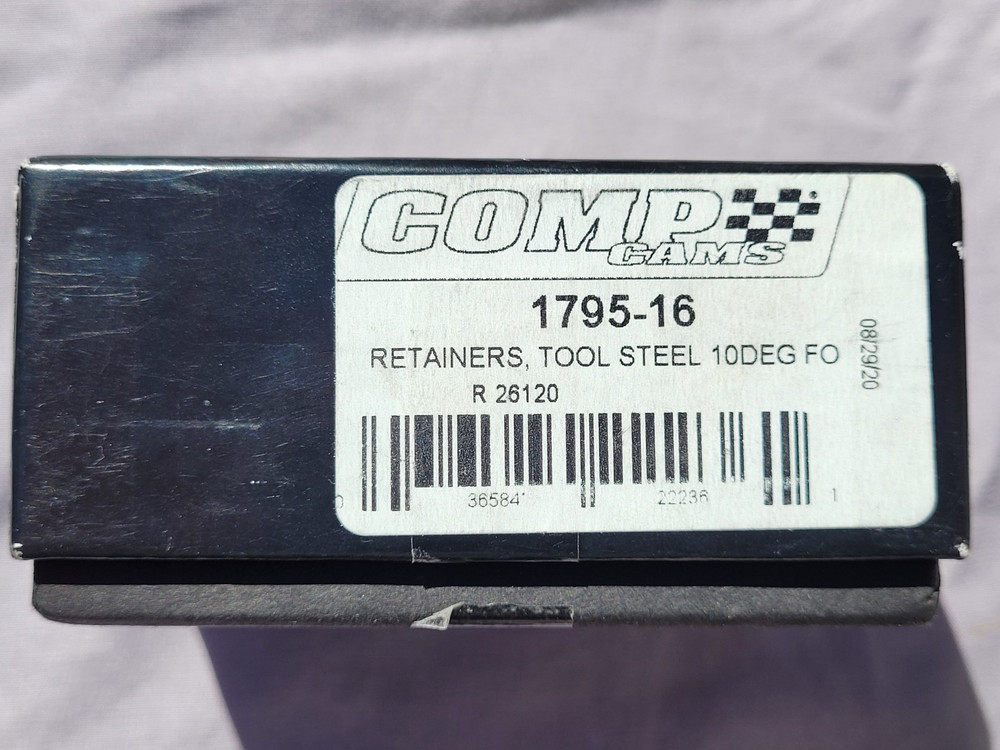 COMP
CAMS
®
1795-16
RETAINERS, TOOL STEEL 10DEG FO
08/29/20
R 26120
0 36584 22236 1